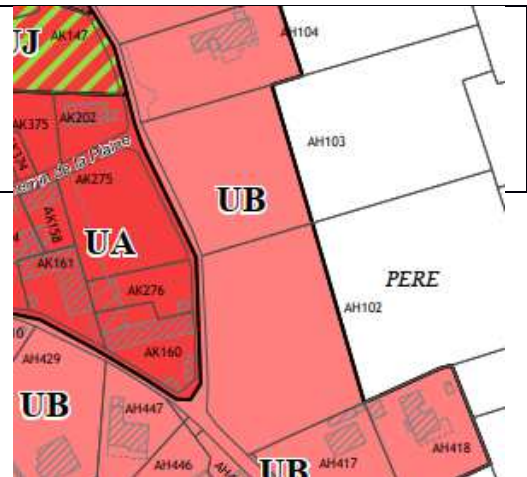 UJ
AK147
AH104
AK375
AK202
AH103
Chemin de la Plaine
AK275
UB
AK158
UA
AK161
PERE
AK276
AH102
AK160
AH429
UB
AH447
AH446
UB
AH417
AH418